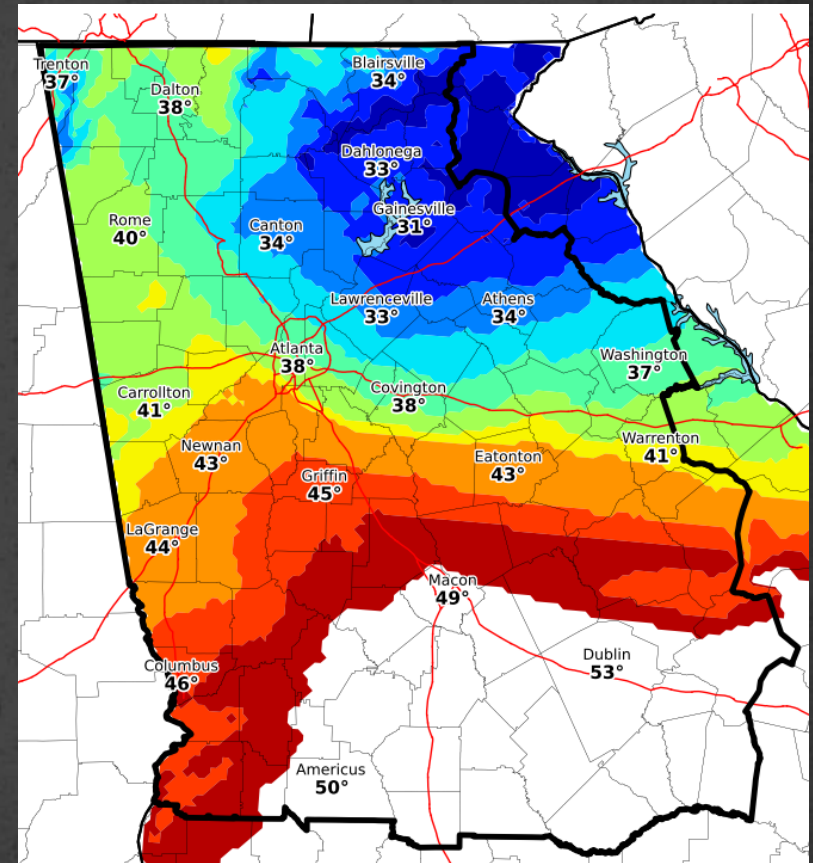 Trenton
37°
Blairsville
34°
Dalton
38°
Dahlonega
33°
Rome
40°
Canton
34°
Gainesville
31°
Lawrenceville
33°
Athens
34°
Atlanta
38°
Washington
37°
Carrollton
41°
Covington
38°
Newnan
43°
Eatonton
43°
Warrenton
41°
Griffin
45°
LaGrange
44°
Macon
49°
Columbus
46°
Dublin
53°
Americus
50°